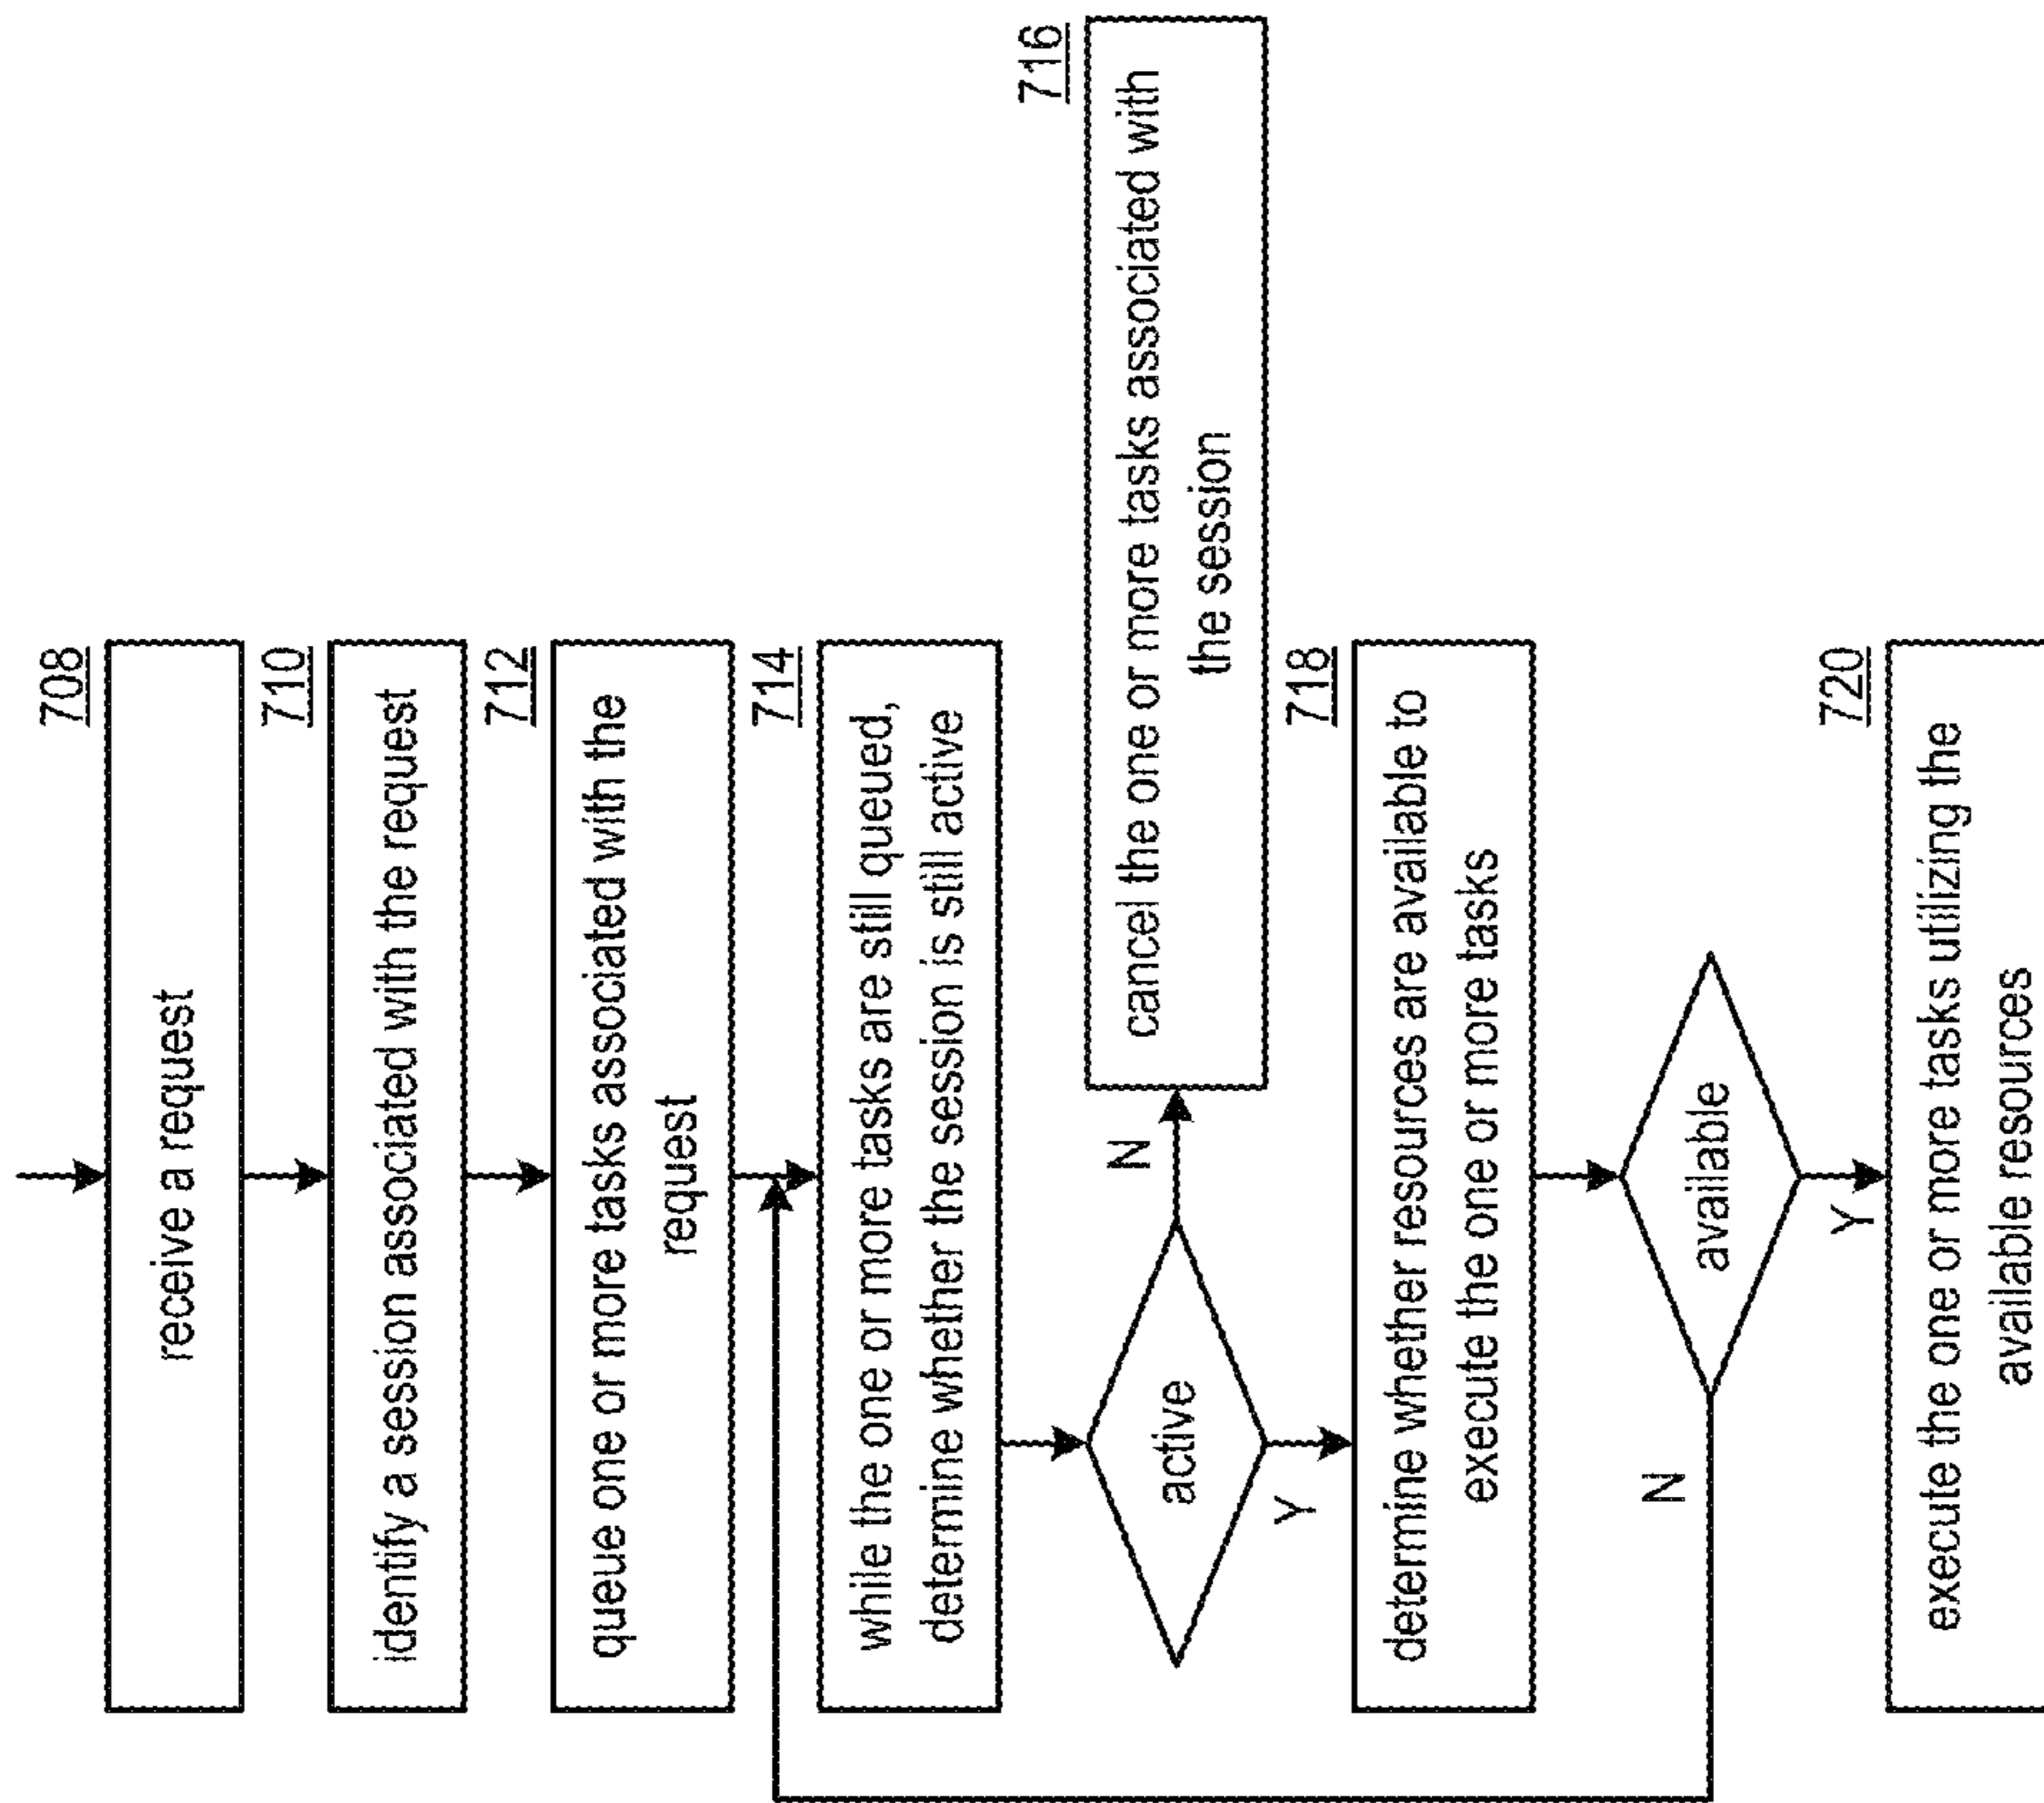 708
receive a request
710
identify a session associated with the request
712
queue one or more tasks associated with the
request
714
while the one or more tasks are still queued,
determine whether the session is still active
active
N
716
cancel the one or more tasks associated with
the session
Y
718
determine whether resources are available to
execute the one or more tasks
available
N
Y
720
execute the one or more tasks utilizing the
available resources